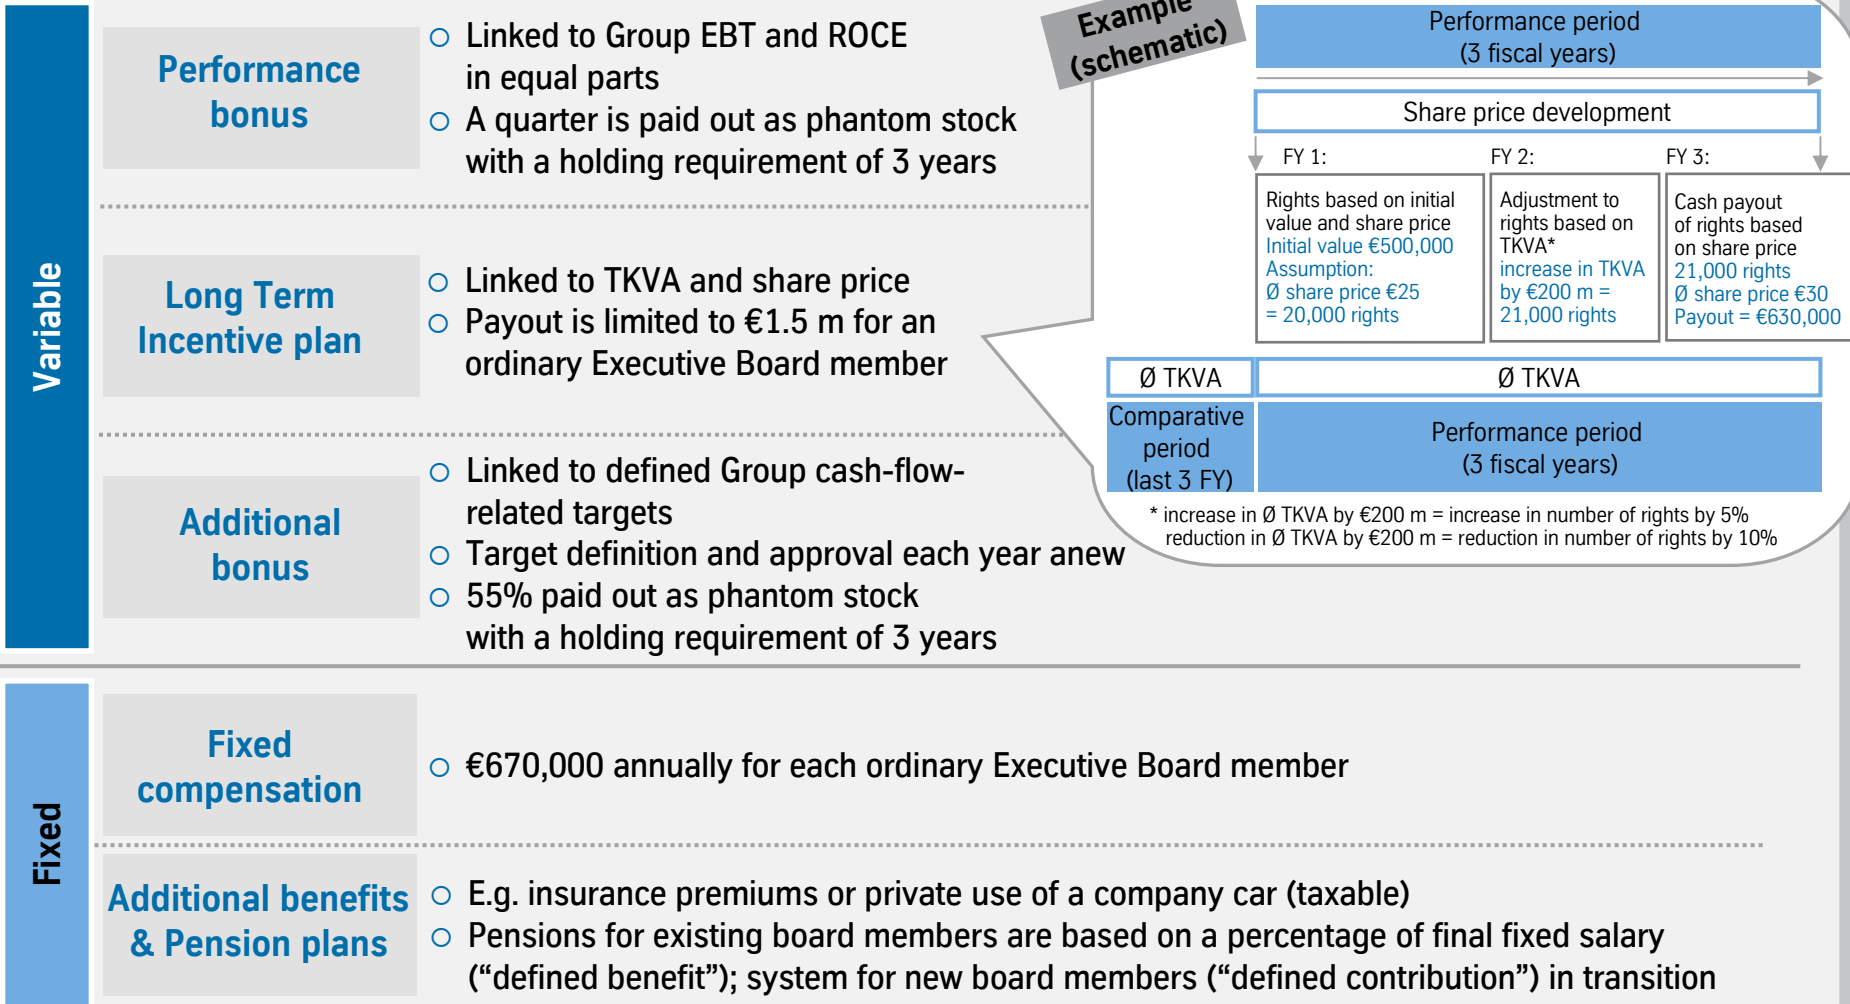 Variable
Performance
bonus
Linked to Group EBT and ROCE
in equal parts
A quarter is paid out as phantom stock
with a holding requirement of 3 years
Long Term
Incentive plan
Linked to TKVA and share price
Payout is limited to €1.5 m for an
ordinary Executive Board member
Additional
bonus
Linked to defined Group cash-flow-
related targets
Target definition and approval each year anew
55% paid out as phantom stock
with a holding requirement of 3 years
Example
(schematic)
Performance period
(3 fiscal years)
Share price development
FY 1:
Rights based on initial
value and share price
Initial value €500,000
Assumption:
Ø share price €25
= 20,000 rights
FY 2:
Adjustment to
rights based on
TKVA*
increase in TKVA
by €200 m =
21,000 rights
FY 3:
Cash payout
of rights based
on share price
21,000 rights
Ø share price €30
Payout = €630,000
Ø TKVA
Ø TKVA
Comparative
period
(last 3 FY)
Performance period
(3 fiscal years)
* increase in Ø TKVA by €200 m = increase in number of rights by 5%
reduction in Ø TKVA by €200 m = reduction in number of rights by 10%
Fixed
Fixed
compensation
€670,000 annually for each ordinary Executive Board member
Additional benefits
& Pension plans
E.g. insurance premiums or private use of a company car (taxable)
Pensions for existing board members are based on a percentage of final fixed salary
(“defined benefit”); system for new board members (“defined contribution”) in transition